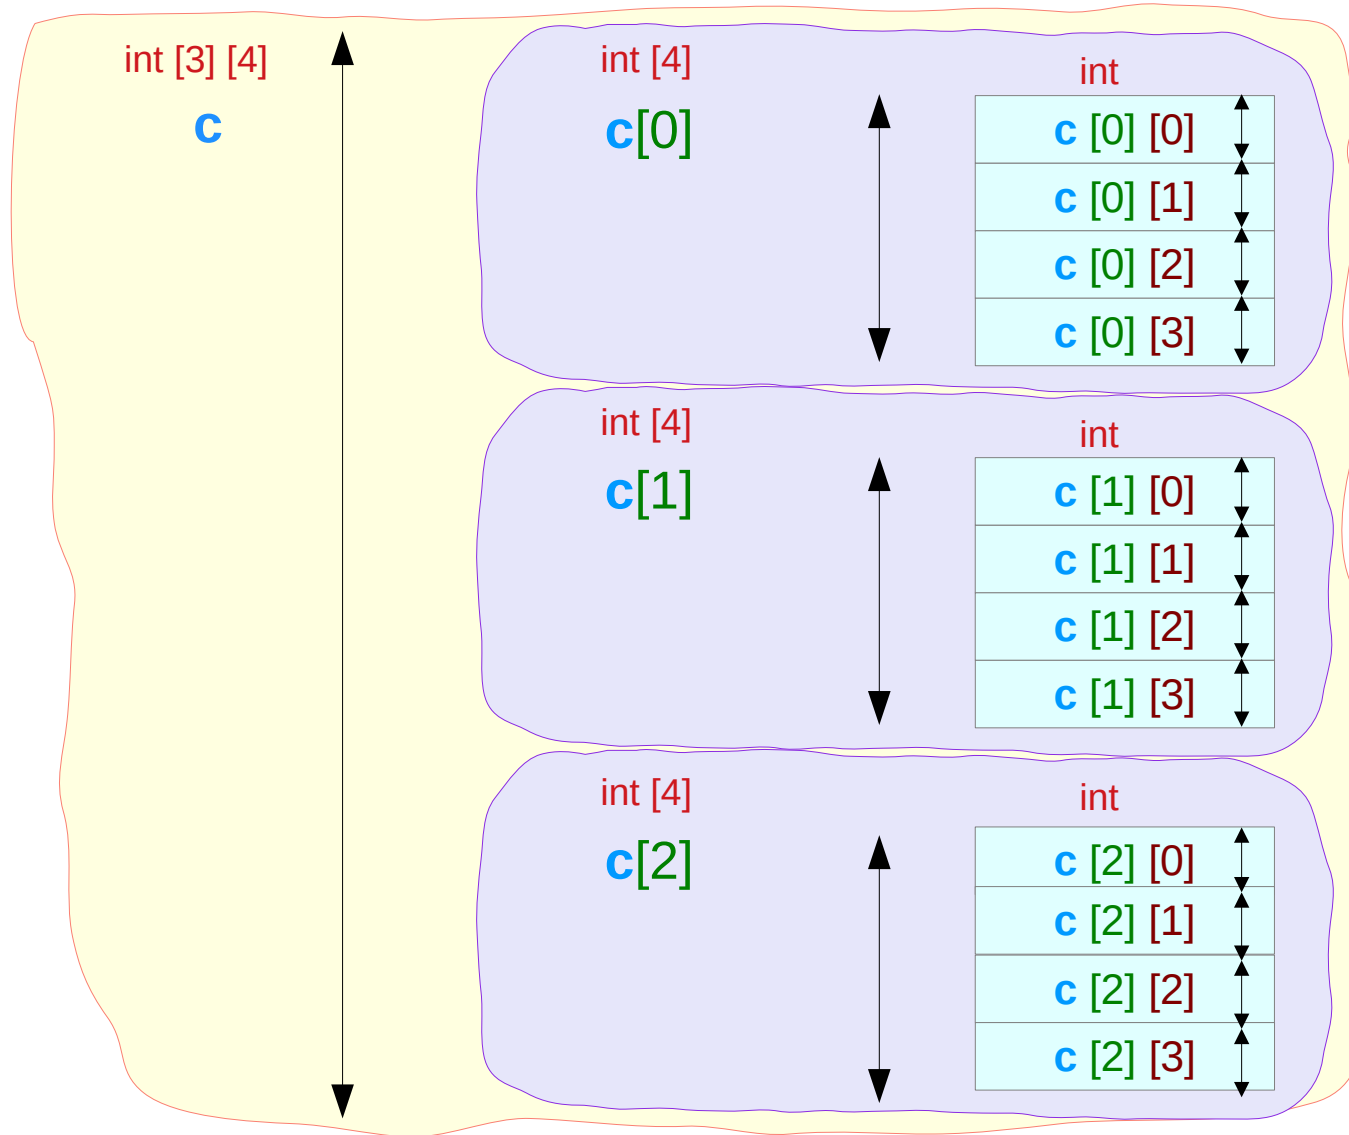 int [3] [4]
c
int [4]
c[0]
int
c [0] [0]
c [0] [1]
c [0] [2]
c [0] [3]
int [4]
c[1]
int
c [1] [0]
c [1] [1]
c [1] [2]
c [1] [3]
int [4]
c[2]
int
c [2] [0]
c [2] [1]
c [2] [2]
c [2] [3]